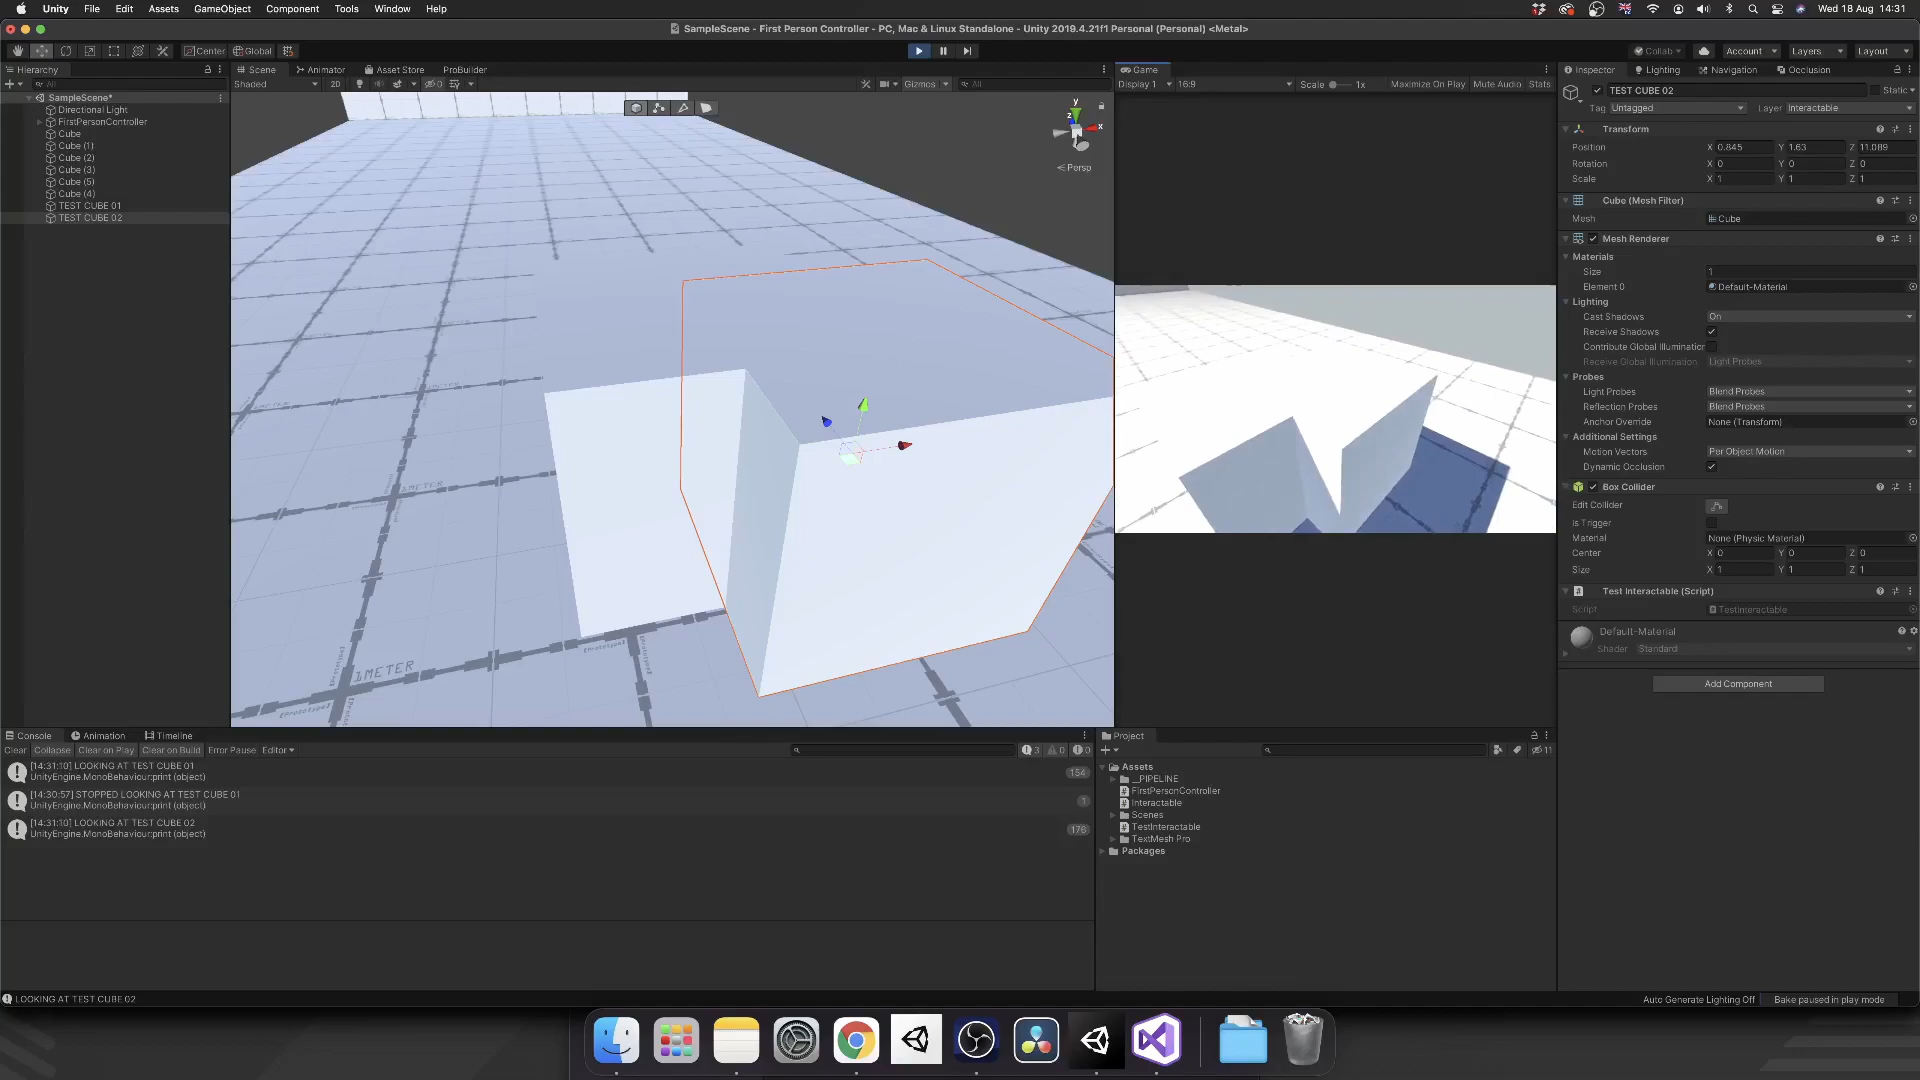 Unity File Edit Assets GameObject Component Tools Window Help
Wed 18 Aug 14:31
SampleScene - First Person Controller - PC, Mac & Linux Standalone - Unity 2019.4.21f1 Personal (Personal) <Metal>
Center Global
Collab Account Layers Layout
Hierarchy
All
SampleScene*
Directional Light
FirstPersonController
Cube
Cube (1)
Cube (2)
Cube (3)
Cube (5)
Cube (4)
TEST CUBE 01
TEST CUBE 02
Scene Animator Asset Store ProBuilder
Shaded 2D 0 Gizmos All
y
z
x
Persp
1METER
[Prototype]
Game
Display 1 16:9 Scale 1x Maximize On Play Mute Audio Stats
Inspector Lighting Navigation Occlusion
TEST CUBE 02 Static
Tag Untagged Layer Interactable
Transform
Position X 0.845 Y 1.63 Z 11.089
Rotation X 0 Y 0 Z 0
Scale X 1 Y 1 Z 1
Cube (Mesh Filter)
Mesh Cube
Mesh Renderer
Materials
Size 1
Element 0 Default-Material
Lighting
Cast Shadows On
Receive Shadows
Contribute Global Illumination
Receive Global Illumination Light Probes
Probes
Light Probes Blend Probes
Reflection Probes Blend Probes
Anchor Override None (Transform)
Additional Settings
Motion Vectors Per Object Motion
Dynamic Occlusion
Box Collider
Edit Collider
Is Trigger
Material None (Physic Material)
Center X 0 Y 0 Z 0
Size X 1 Y 1 Z 1
Test Interactable (Script)
Script TestInteractable
Default-Material
Shader Standard
Add Component
Console Animation Timeline
Clear Collapse Clear on Play Clear on Build Error Pause Editor 3 0 0
[14:31:10] LOOKING AT TEST CUBE 01
UnityEngine.MonoBehaviour:print (object)
154
[14:30:57] STOPPED LOOKING AT TEST CUBE 01
UnityEngine.MonoBehaviour:print (object)
1
[14:31:10] LOOKING AT TEST CUBE 02
UnityEngine.MonoBehaviour:print (object)
176
Project
11
Assets
__PIPELINE
FirstPersonController
Interactable
Scenes
TestInteractable
TextMesh Pro
Packages
LOOKING AT TEST CUBE 02
Auto Generate Lighting Off Bake paused in play mode